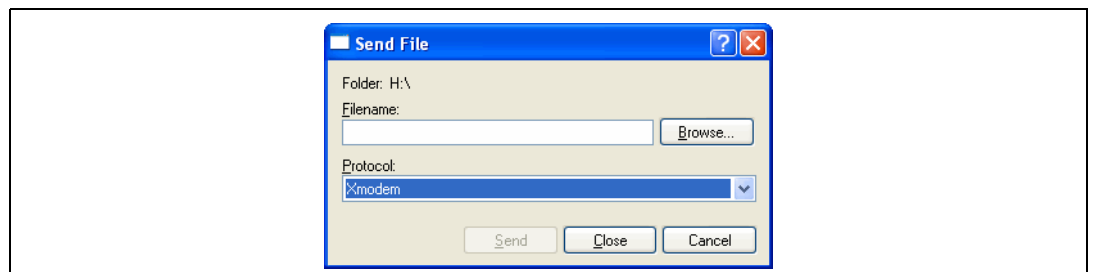 Send File
Folder: H:\
Filename:
Browse...
Protocol:
Xmodem
Send Close Cancel